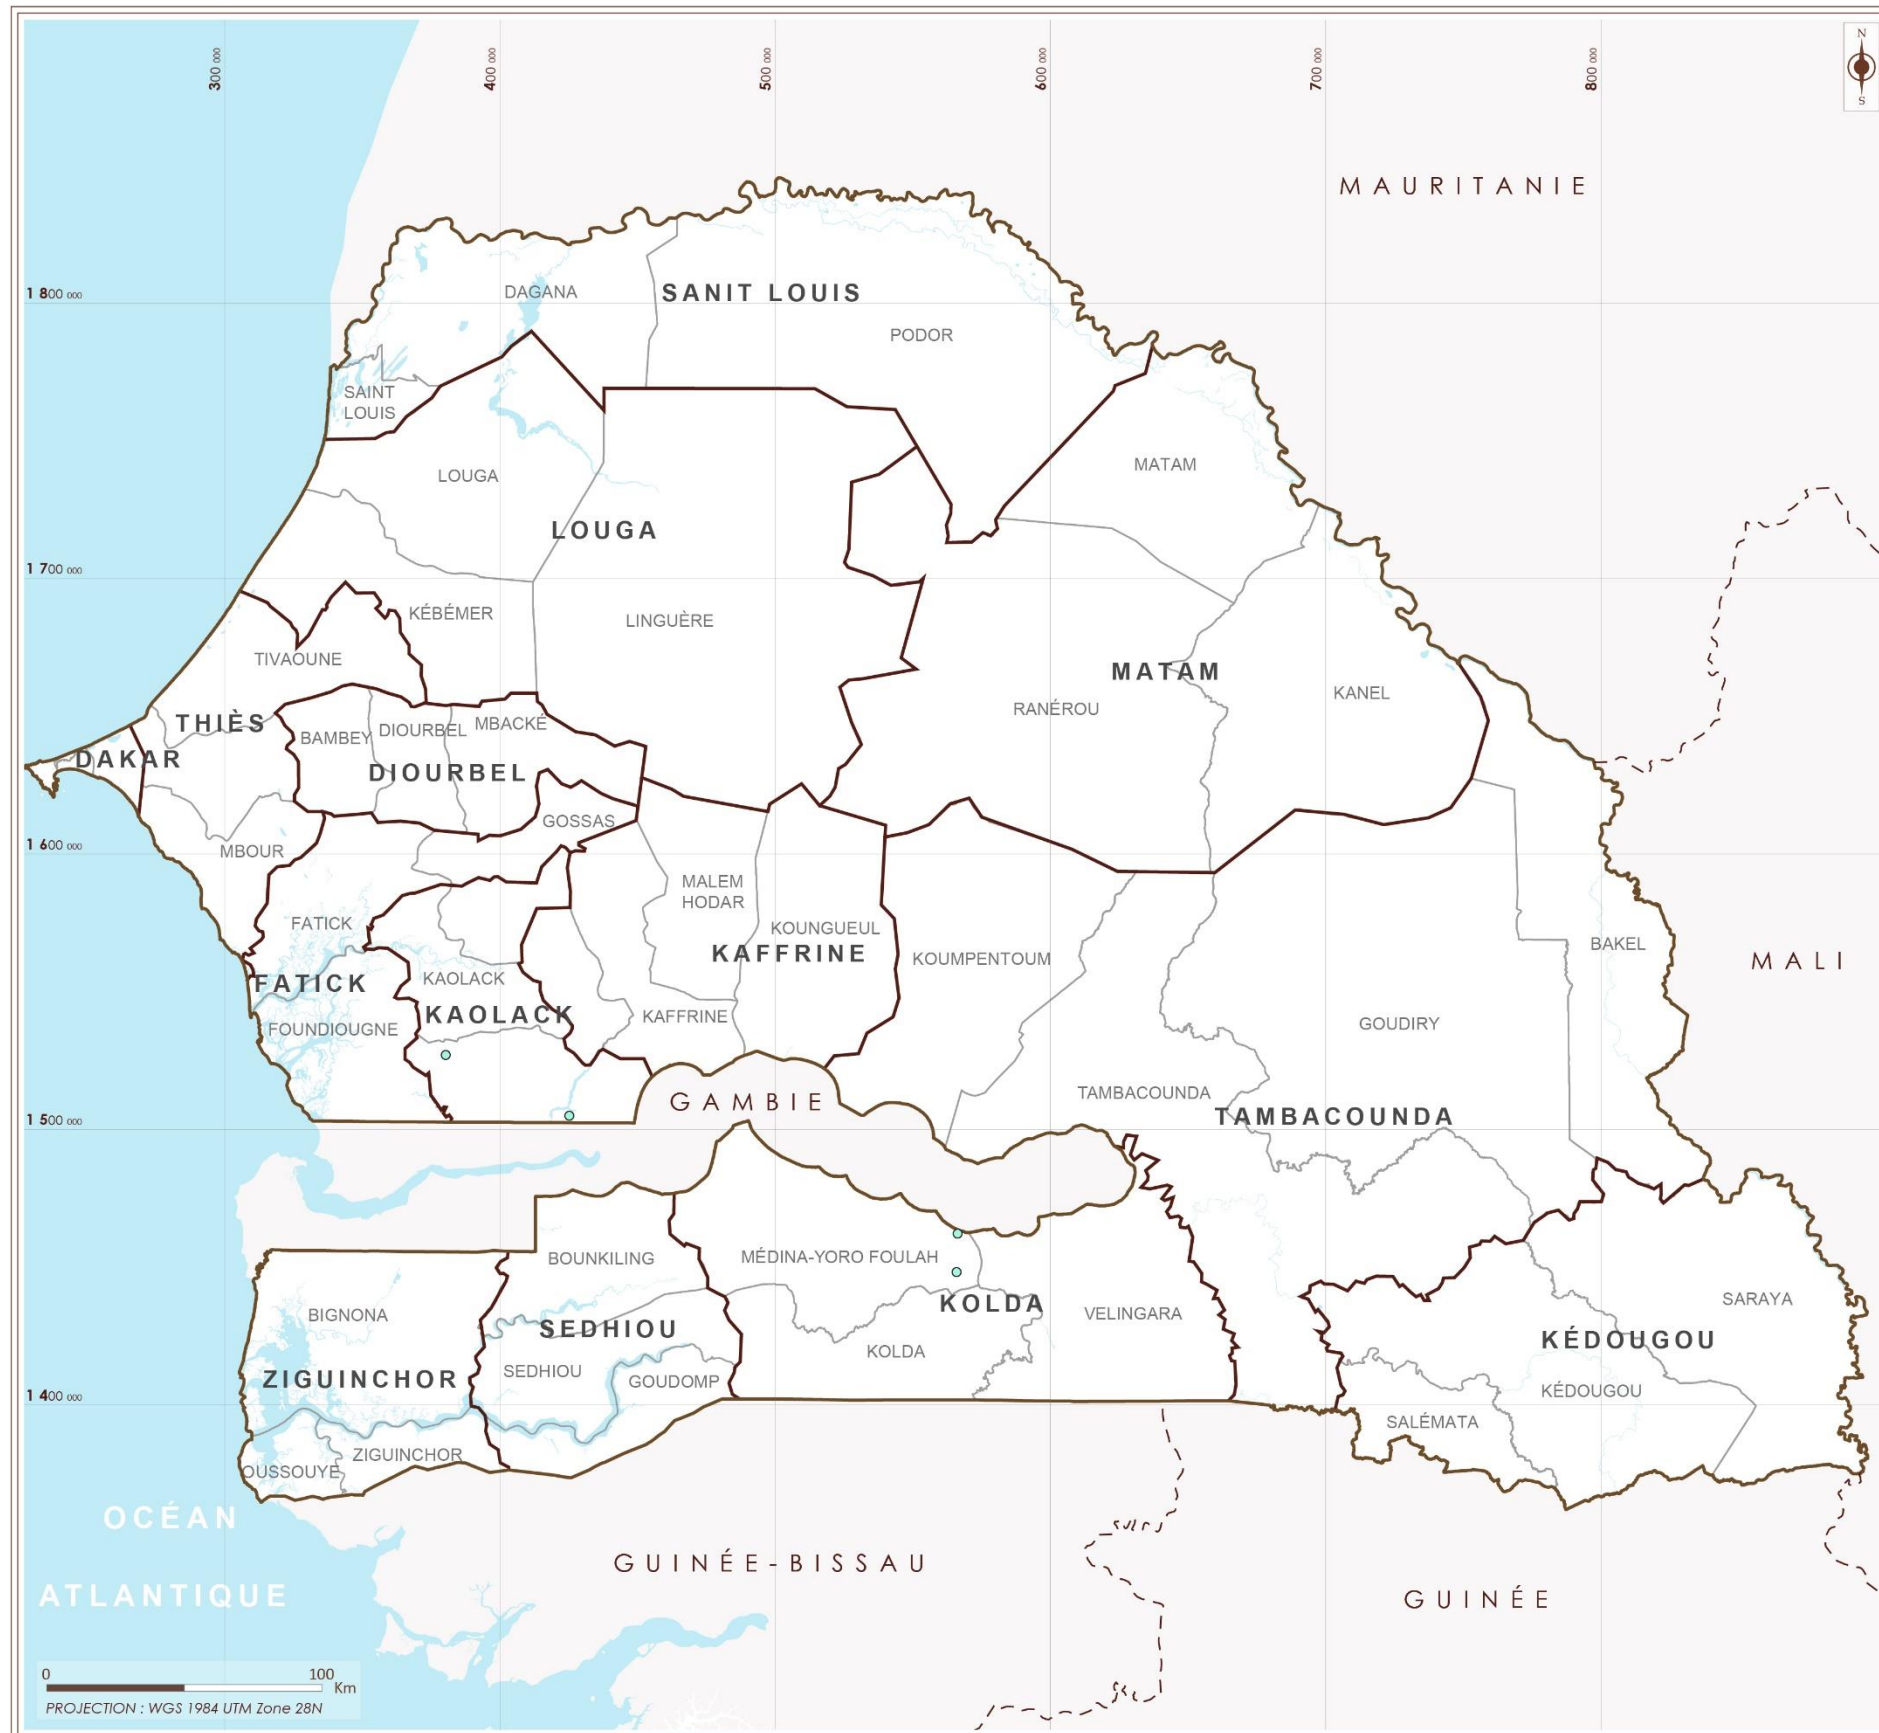 N
S
300 000
400 000
500 000
600 000
700 000
800 000
MAURITANIE
1 800 000
DAGANA
SANIT LOUIS
PODOR
SAINT
LOUIS
MATAM
LOUGA
LOUGA
1 700 000
KÉBÉMER
LINGUÈRE
TIVAOUNE
MATAM
KANEL
RANÉROU
THIÈS
MBACKÉ
DIOURBEL
BAMBEY
DAKAR
DIOURBEL
GOSSAS
1 600 000
MBOUR
MALEM
HODAR
FATICK
KOUNGUEUL
BAKEL
KAFFRINE
KOUMPENTOUM
MALI
KAOLACK
FATICK
KAOLACK
KAFFRINE
GOUDIRY
FOUNDIOUGNE
TAMBACOUNDA
GAMBIE
TAMBACOUNDA
1 500 000
BOUNKILING
MÉDINA-YORO FOULAH
SARAYA
KOLDA
BIGNONA
VELINGARA
SEDHIOU
KÉDOUGOU
KOLDA
SEDHIOU
ZIGUINCHOR
GOUDOMP
KÉDOUGOU
1 400 000
SALÉMATA
ZIGUINCHOR
OUSSOUYE
OCÉAN
GUINÉE-BISSAU
ATLANTIQUE
GUINÉE
0 100
Km
PROJECTION : WGS 1984 UTM Zone 28N